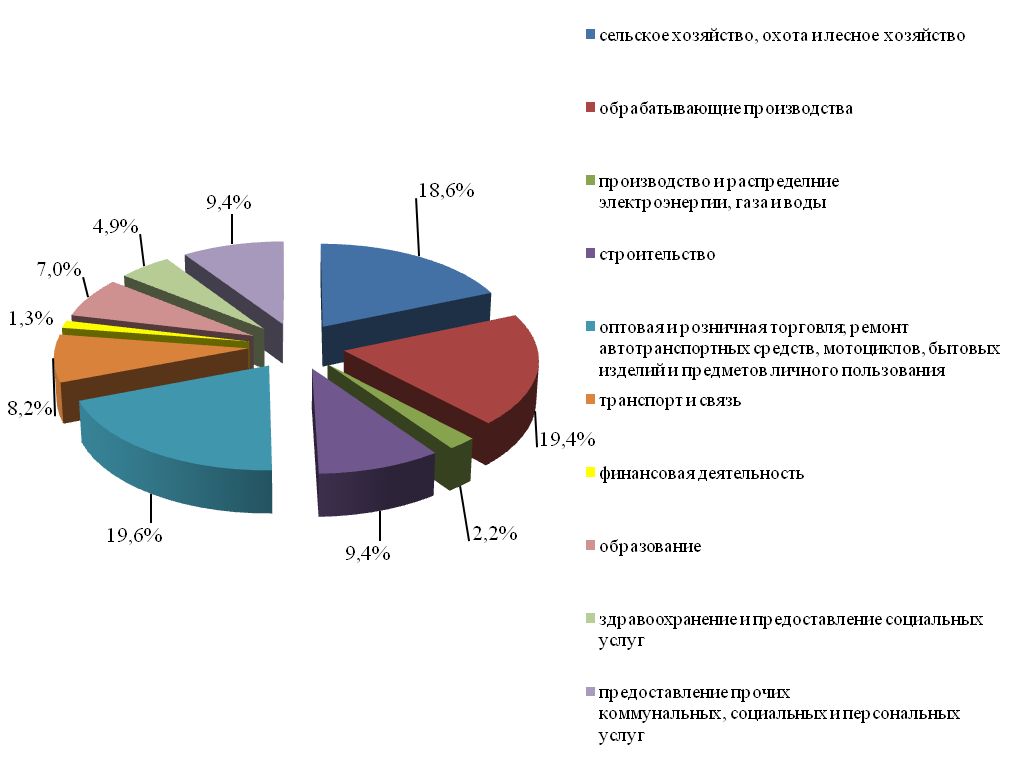 18,6%
19,4%
2,2%
9,4%
19,6%
8,2%
1,3%
7,0%
4,9%
9,4%
сельское хозяйство, охота и лесное хозяйство
обрабатывающие производства
производство и распределние
электроэнергии, газа и воды
строительство
оптовая и розничная торговля; ремонт
автотранспортных средств, мотоциклов, бытовых
изделий и предметов личного пользования
транспорт и связь
финансовая деятельность
образование
здравоохранение и предоставление социальных
услуг
предоставление прочих
коммунальных, социальных и персональных
услуг